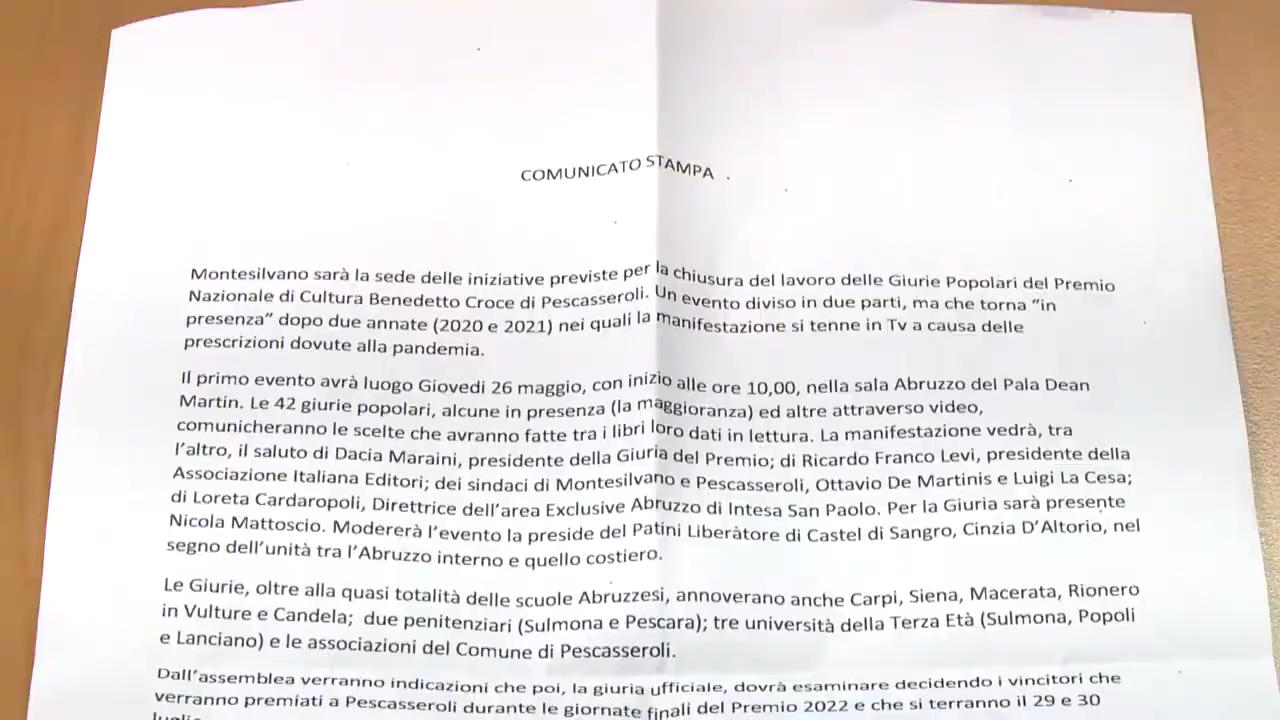 COMUNICATO STAMPA .
Montesilvano sarà la sede delle iniziative previste per la chiusura del lavoro delle Giurie Popolari del Premio
Nazionale di Cultura Benedetto Croce di Pescasseroli. Un evento diviso in due parti, ma che torna “in
presenza” dopo due annate (2020 e 2021) nei quali la manifestazione si tenne in Tv a causa delle
prescrizioni dovute alla pandemia.
Il primo evento avrà luogo Giovedi 26 maggio, con inizio alle ore 10,00, nella sala Abruzzo del Pala Dean
Martin. Le 42 giurie popolari, alcune in presenza (la maggioranza) ed altre attraverso video,
comunicheranno le scelte che avranno fatte tra i libri loro dati in lettura. La manifestazione vedrà, tra
l’altro, il saluto di Dacia Maraini, presidente della Giuria del Premio; di Ricardo Franco Levi, presidente della
Associazione Italiana Editori; dei sindaci di Montesilvano e Pescasseroli, Ottavio De Martinis e Luigi La Cesa;
di Loreta Cardaropoli, Direttrice dell’area Exclusive Abruzzo di Intesa San Paolo. Per la Giuria sarà presente
Nicola Mattoscio. Modererà l’evento la preside del Patini Liberàtore di Castel di Sangro, Cinzia D’Altorio, nel
segno dell’unità tra l’Abruzzo interno e quello costiero.
Le Giurie, oltre alla quasi totalità delle scuole Abruzzesi, annoverano anche Carpi, Siena, Macerata, Rionero
in Vulture e Candela; due penitenziari (Sulmona e Pescara); tre università della Terza Età (Sulmona, Popoli
e Lanciano) e le associazioni del Comune di Pescasseroli.
Dall’assemblea verranno indicazioni che poi, la giuria ufficiale, dovrà esaminare decidendo i vincitori che
verranno premiati a Pescasseroli durante le giornate finali del Premio 2022 e che si terranno il 29 e 30
luglio